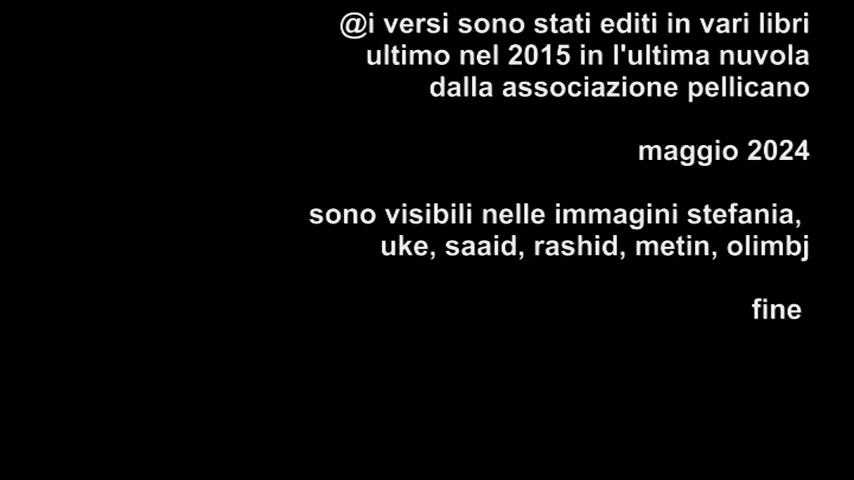 @i versi sono stati editi in vari libri
ultimo nel 2015 in l'ultima nuvola
dalla associazione pellicano
maggio 2024
sono visibili nelle immagini stefania,
uke, saaid, rashid, metin, olimbj
fine